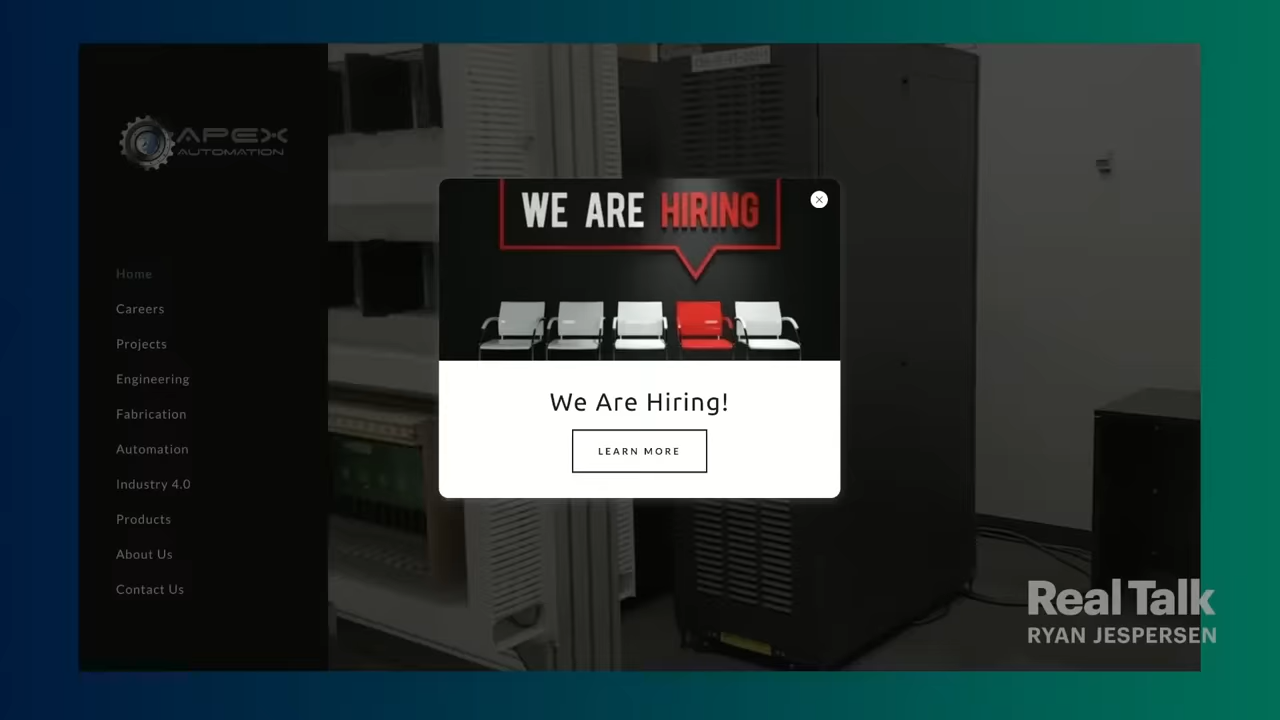 APEX
AUTOMATION
Home
Careers
Projects
Engineering
Fabrication
Automation
Industry 4.0
Products
About Us
Contact Us
WE ARE HIRING
We Are Hiring!
LEARN MORE
Real Talk
RYAN JESPERSEN